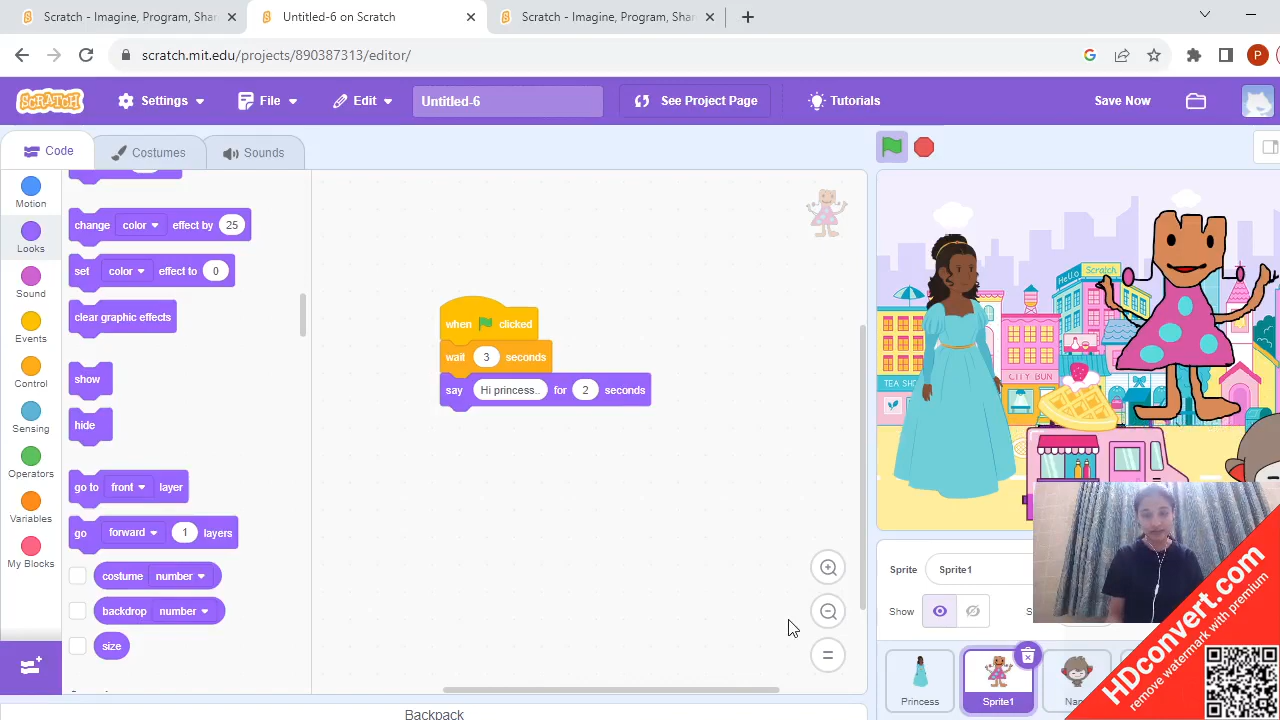 Scratch - Imagine, Program, Shar
Untitled-6 on Scratch
Scratch - Imagine, Program, Shar
scratch.mit.edu/projects/890387313/editor/
P
SCRATCH
Settings
File
Edit
Untitled-6
See Project Page
Tutorials
Save Now
Code
Costumes
Sounds
Motion
Looks
Sound
Events
Control
Sensing
Operators
Variables
My Blocks
change color effect by 25
set color effect to 0
clear graphic effects
show
hide
go to front layer
go forward 1 layers
costume number
backdrop number
size
when clicked
wait 3 seconds
say Hi princess.. for 2 seconds
Hello Scratch
TEA SHO
CITY BUN
Sprite
Sprite1
Show
S
Princess
Sprite1
Nan
Backpack
HDconvert.com
remove watermark with premium